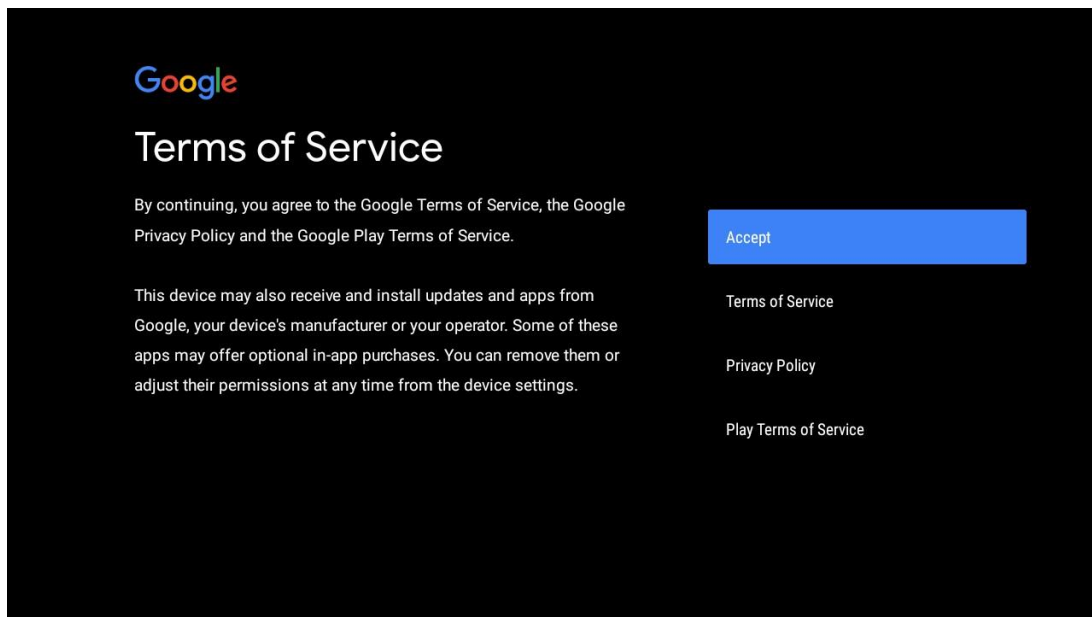 Google
Terms of Service
By continuing, you agree to the Google Terms of Service, the Google
Privacy Policy and the Google Play Terms of Service.
This device may also receive and install updates and apps from
Google, your device's manufacturer or your operator. Some of these
apps may offer optional in-app purchases. You can remove them or
adjust their permissions at any time from the device settings.
Accept
Terms of Service
Privacy Policy
Play Terms of Service